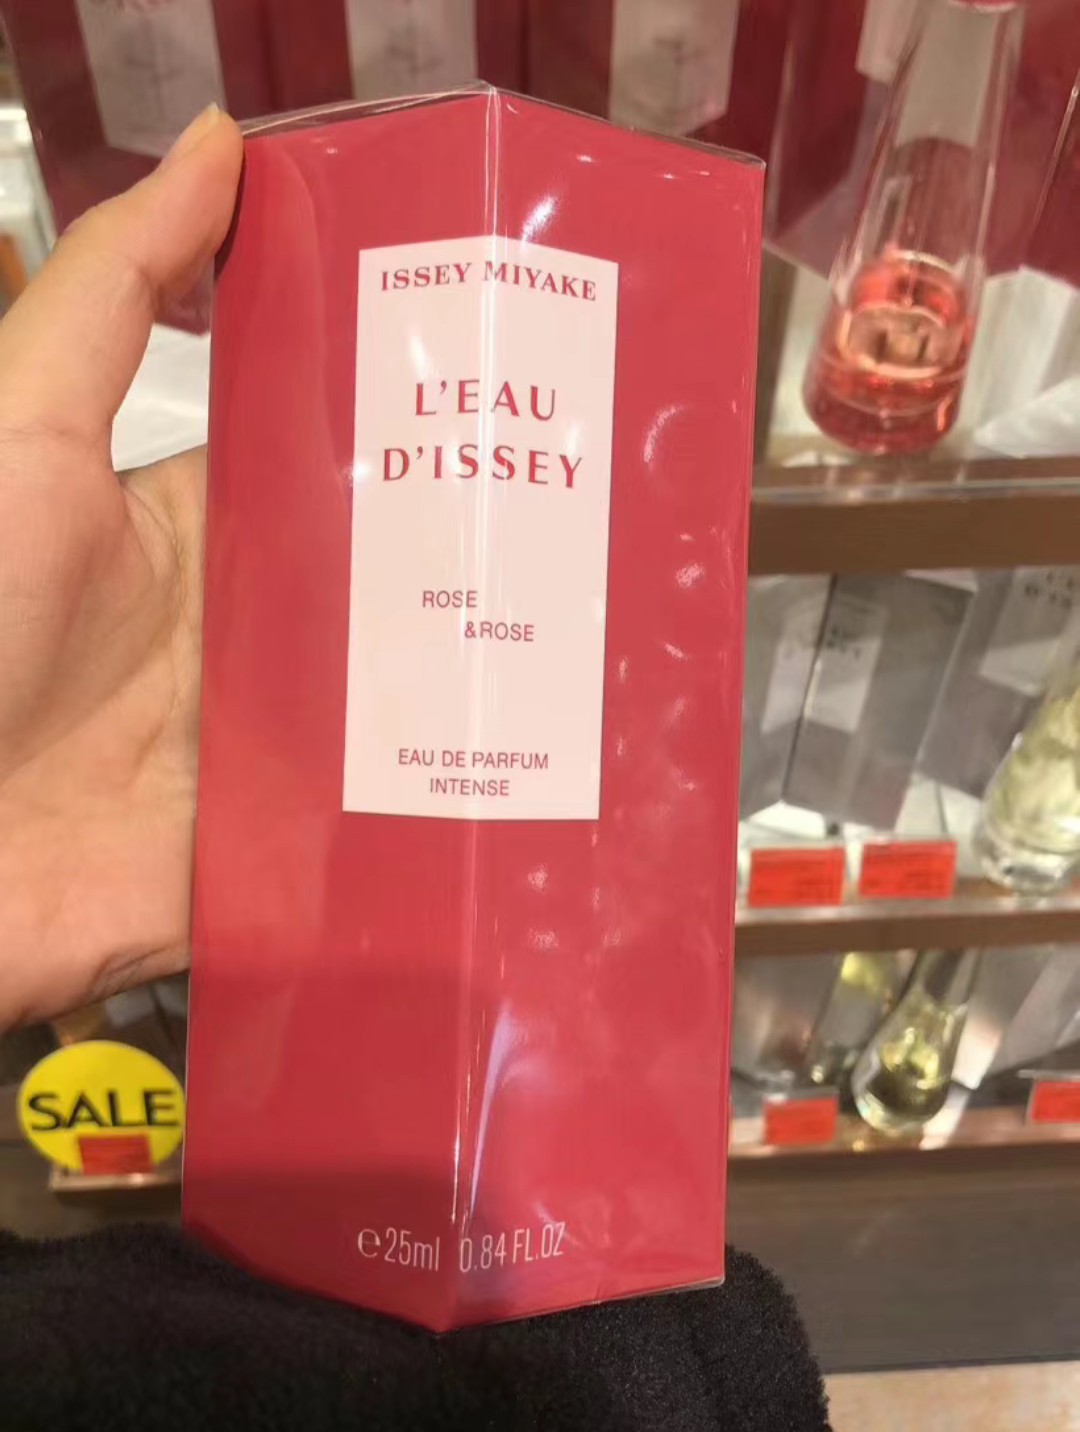 ISSEY MIYAKE
L'EAU
D'ISSEY
ROSE
&ROSE
EAU DE PARFUM
INTENSE
℮25ml 0.84 FL.OZ
SALE